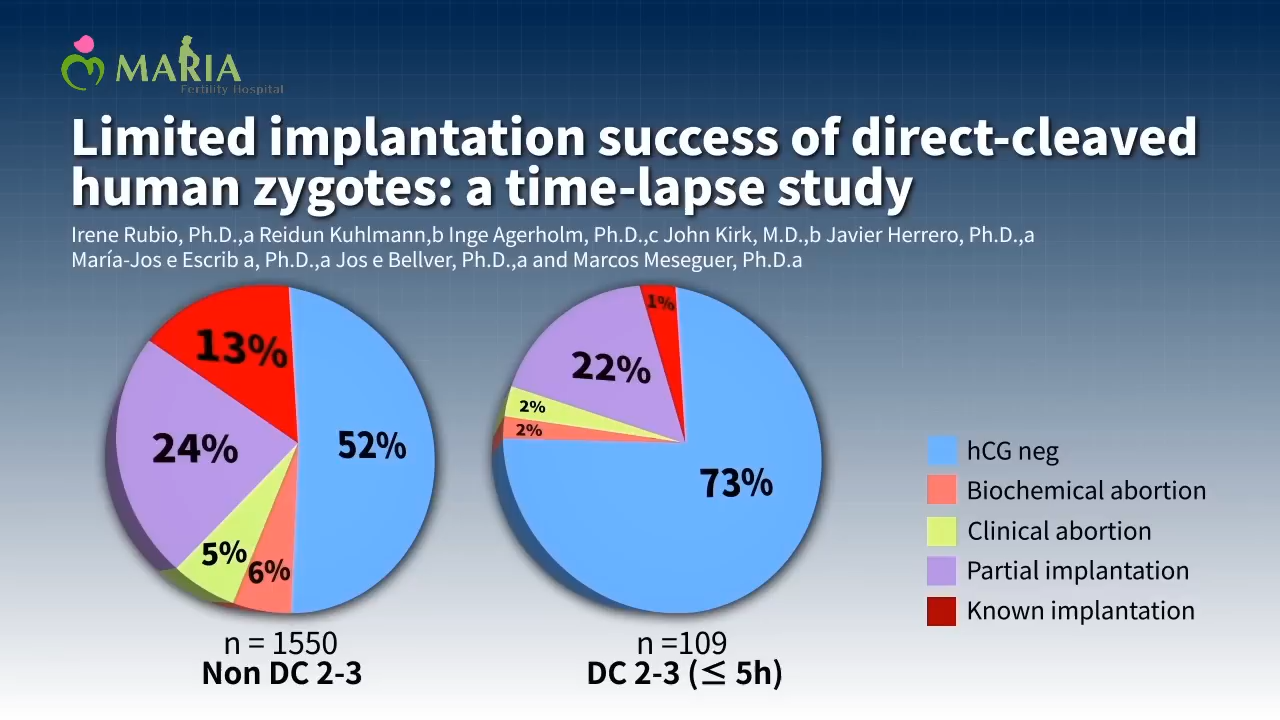 MARIA
Fertility Hospital
Limited implantation success of direct-cleaved
human zygotes: a time-lapse study
Irene Rubio, Ph.D.,a Reidun Kuhlmann,b Inge Agerholm, Ph.D.,c John Kirk, M.D.,b Javier Herrero, Ph.D.,a
María-Jos e Escrib a, Ph.D.,a Jos e Bellver, Ph.D.,a and Marcos Meseguer, Ph.D.a
13%
24%
52%
5%
6%
n = 1550
Non DC 2-3
1%
22%
2%
2%
73%
n =109
DC 2-3 (≤ 5h)
hCG neg
Biochemical abortion
Clinical abortion
Partial implantation
Known implantation